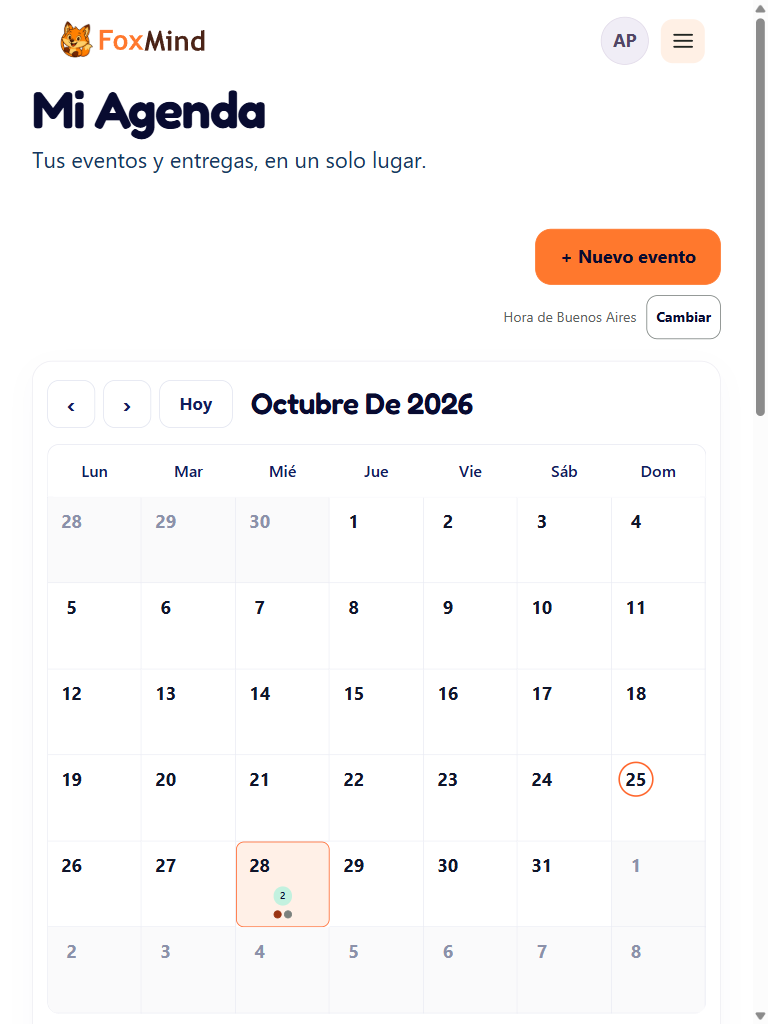 FoxMind
AP
Mi Agenda
Tus eventos y entregas, en un solo lugar.
+ Nuevo evento
Hora de Buenos Aires Cambiar
‹ › Hoy Octubre De 2026
Lun Mar Mié Jue Vie Sáb Dom
28 29 30 1 2 3 4
5 6 7 8 9 10 11
12 13 14 15 16 17 18
19 20 21 22 23 24 25
26 27 28 29 30 31 1
2
2 3 4 5 6 7 8